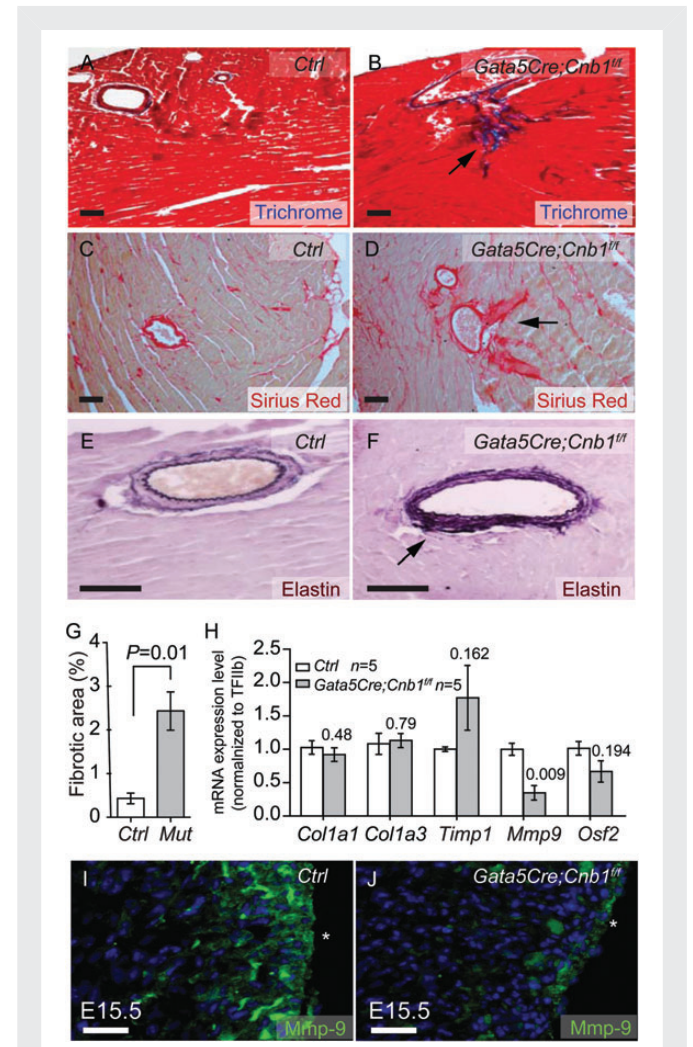 A Ctrl
Trichrome
B Gata5Cre;Cnb1f/f
Trichrome
C Ctrl
Sirius Red
D Gata5Cre;Cnb1f/f
Sirius Red
E Ctrl
Elastin
F Gata5Cre;Cnb1f/f
Elastin
G
Fibrotic area (%)
4
3
2
1
0
P=0.01
Ctrl Mut
H
mRNA expression level
(normalnized to TFIIb)
2.5
2.0
1.5
1.0
0.5
0.0
Ctrl n=5
Gata5Cre;Cnb1f/f n=5
0.48
0.79
0.162
0.009
0.194
Col1a1 Col1a3 Timp1 Mmp9 Osf2
I Ctrl
*
E15.5
Mmp-9
J Gata5Cre;Cnb1f/f
*
E15.5
Mmp-9